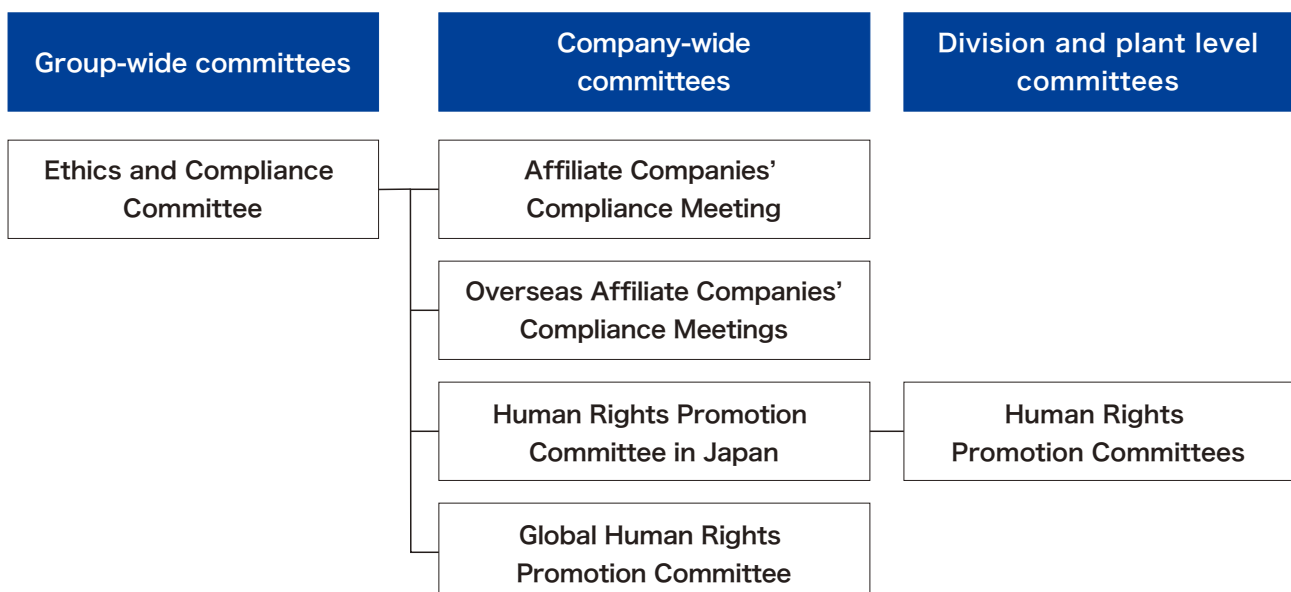 Group-wide committees
Company-wide
committees
Division and plant level
committees
Ethics and Compliance
Committee
Affiliate Companies’
Compliance Meeting
Overseas Affiliate Companies’
Compliance Meetings
Human Rights Promotion
Committee in Japan
Human Rights
Promotion Committees
Global Human Rights
Promotion Committee